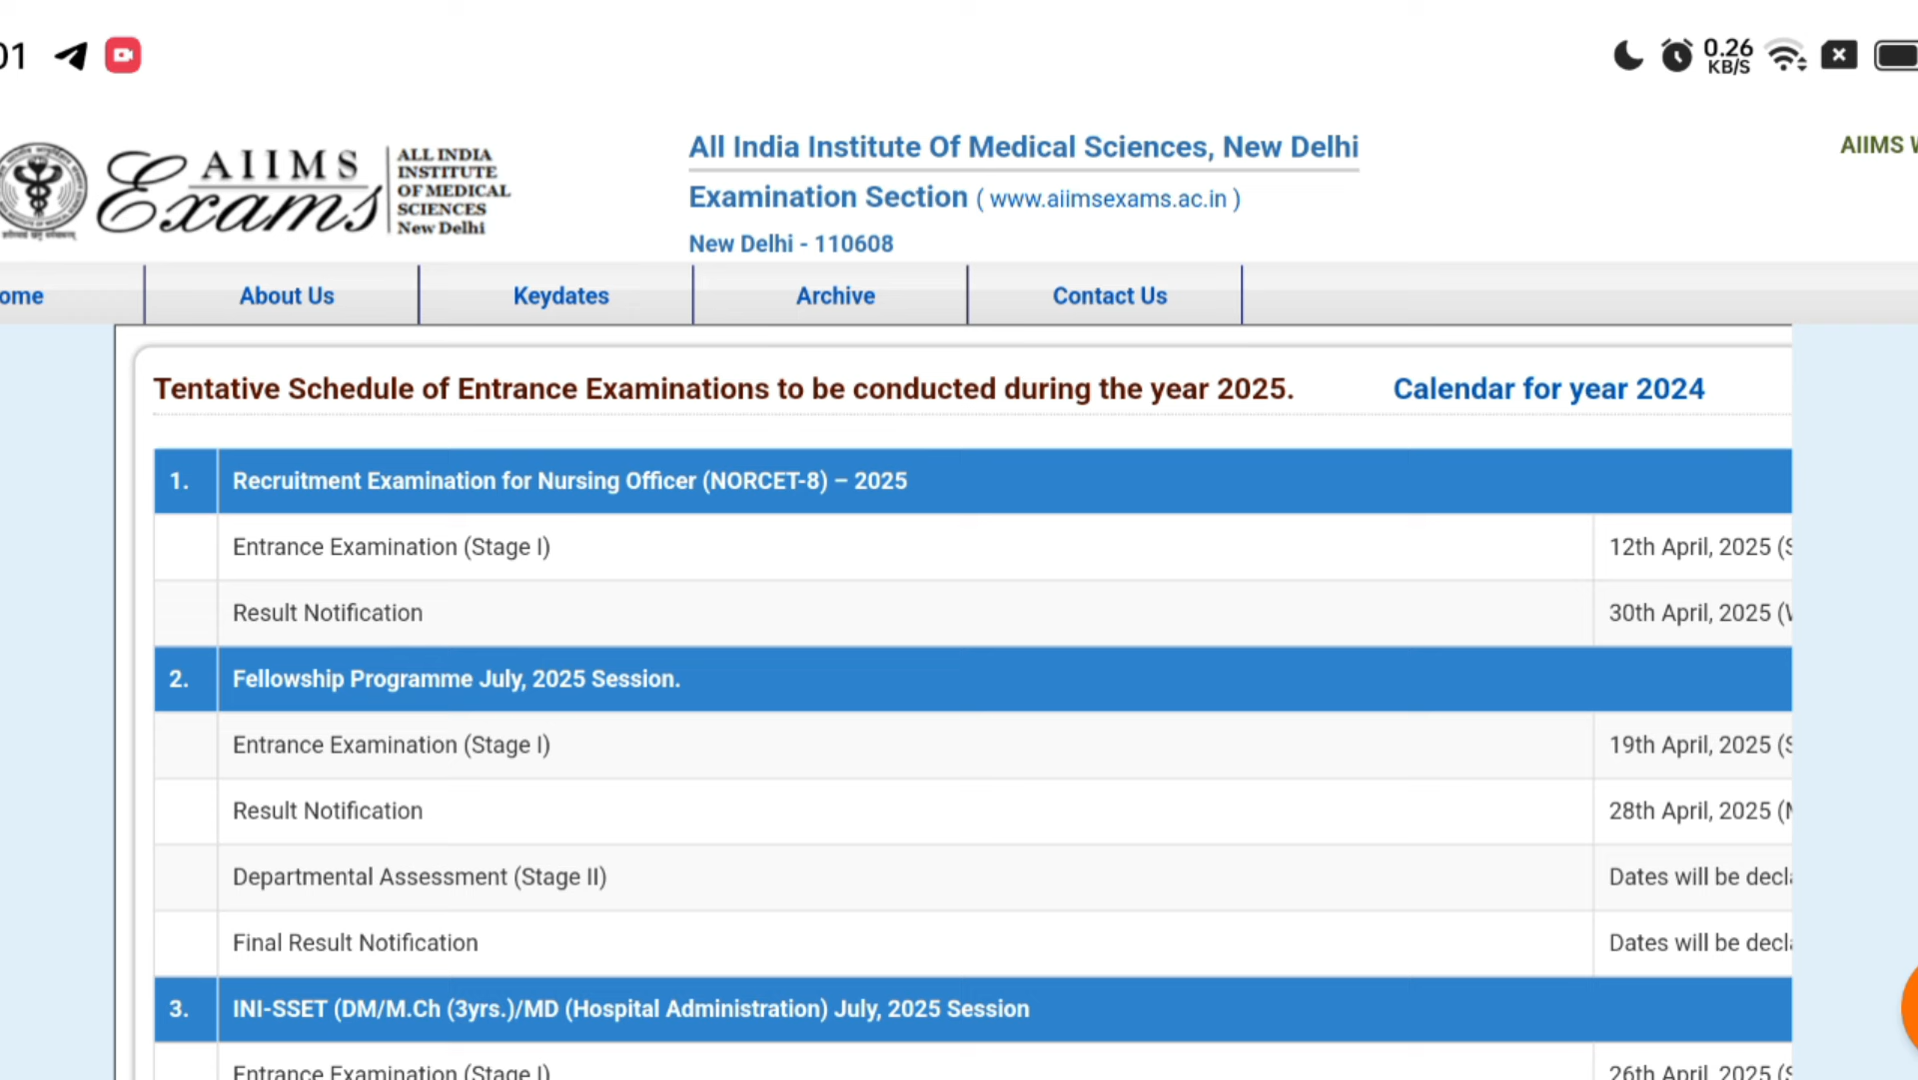 01
0.26
KB/S
AIIMS
Exams
ALL INDIA
INSTITUTE
OF MEDICAL
SCIENCES
New Delhi
All India Institute Of Medical Sciences, New Delhi
Examination Section ( www.aiimsexams.ac.in )
New Delhi - 110608
AIIMS W
ome
About Us
Keydates
Archive
Contact Us
Tentative Schedule of Entrance Examinations to be conducted during the year 2025.
Calendar for year 2024
1. Recruitment Examination for Nursing Officer (NORCET-8) – 2025
Entrance Examination (Stage I) 12th April, 2025 (S
Result Notification 30th April, 2025 (W
2. Fellowship Programme July, 2025 Session.
Entrance Examination (Stage I) 19th April, 2025 (S
Result Notification 28th April, 2025 (M
Departmental Assessment (Stage II) Dates will be decla
Final Result Notification Dates will be decla
3. INI-SSET (DM/M.Ch (3yrs.)/MD (Hospital Administration) July, 2025 Session
Entrance Examination (Stage I) 26th April, 2025 (S